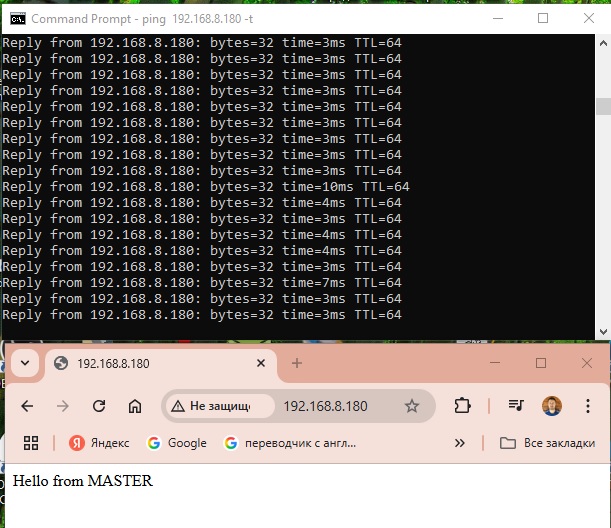 Command Prompt - ping 192.168.8.180 -t
Reply from 192.168.8.180: bytes=32 time=3ms TTL=64
Reply from 192.168.8.180: bytes=32 time=3ms TTL=64
Reply from 192.168.8.180: bytes=32 time=3ms TTL=64
Reply from 192.168.8.180: bytes=32 time=3ms TTL=64
Reply from 192.168.8.180: bytes=32 time=3ms TTL=64
Reply from 192.168.8.180: bytes=32 time=3ms TTL=64
Reply from 192.168.8.180: bytes=32 time=3ms TTL=64
Reply from 192.168.8.180: bytes=32 time=3ms TTL=64
Reply from 192.168.8.180: bytes=32 time=3ms TTL=64
Reply from 192.168.8.180: bytes=32 time=10ms TTL=64
Reply from 192.168.8.180: bytes=32 time=4ms TTL=64
Reply from 192.168.8.180: bytes=32 time=3ms TTL=64
Reply from 192.168.8.180: bytes=32 time=4ms TTL=64
Reply from 192.168.8.180: bytes=32 time=4ms TTL=64
Reply from 192.168.8.180: bytes=32 time=3ms TTL=64
Reply from 192.168.8.180: bytes=32 time=7ms TTL=64
Reply from 192.168.8.180: bytes=32 time=3ms TTL=64
Reply from 192.168.8.180: bytes=32 time=3ms TTL=64
192.168.8.180
Не защищ 192.168.8.180
Яндекс Google переводчик с англ... Все закладки
Hello from MASTER